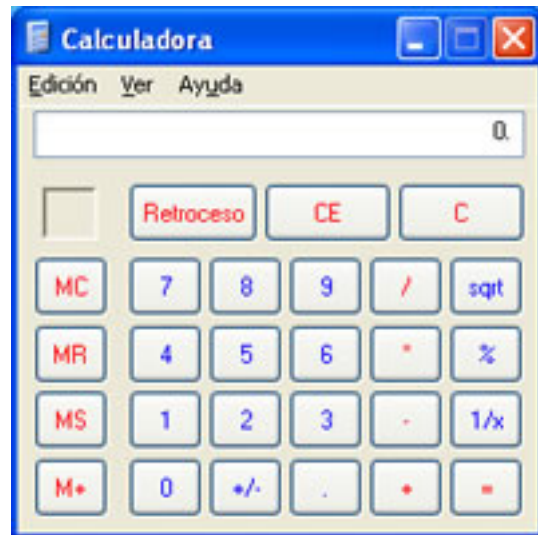 Calculadora
Edición Ver Ayuda
0.
Retroceso CE C
MC 7 8 9 / sqrt
MR 4 5 6 * %
MS 1 2 3 - 1/x
M+ 0 +/- . + =